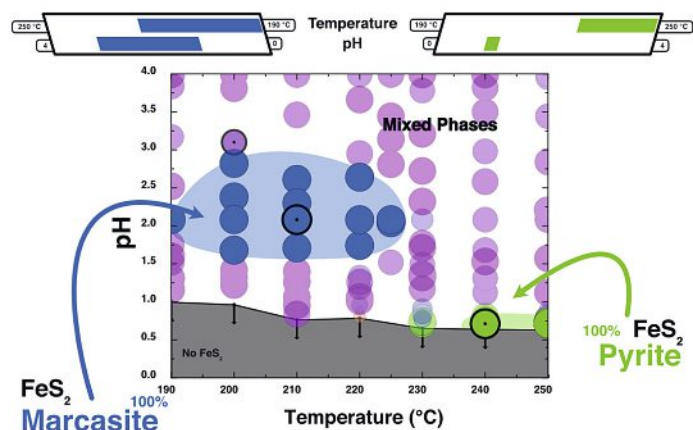 250 °C 190 °C Temperature 190 °C 250 °C
4 0 pH 0 4
4.0
3.5
3.0
2.5
2.0
1.5
1.0
0.5
0.0
pH
Mixed Phases
No FeS2
190 200 210 220 230 240 250
Temperature (°C)
FeS2 100%
Marcasite
100% FeS2
Pyrite